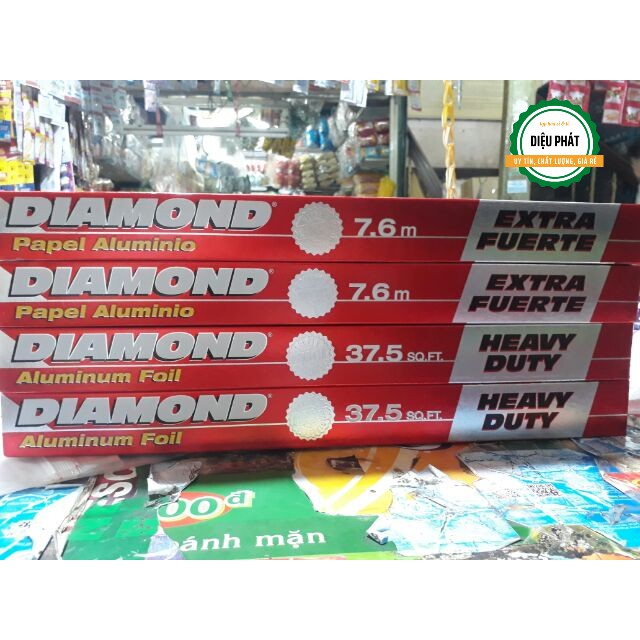 DIỆU PHÁT
UY TÍN, CHẤT LƯỢNG, GIÁ RẺ
DIAMOND®
Papel Aluminio
7.6 m
EXTRA
FUERTE
DIAMOND®
Papel Aluminio
7.6 m
EXTRA
FUERTE
DIAMOND®
Aluminum Foil
37.5 SQ.FT.
HEAVY
DUTY
DIAMOND®
Aluminum Foil
37.5 SQ.FT.
HEAVY
DUTY
00đ
bánh mặn